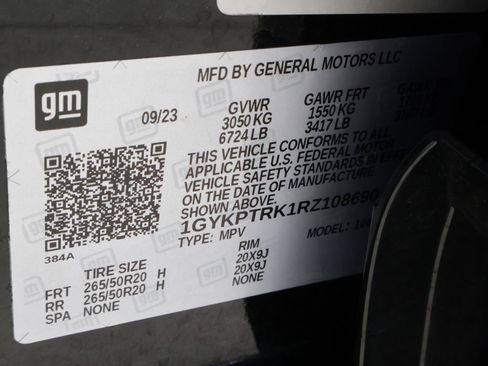 gm
MFD BY GENERAL MOTORS LLC
09/23
GVWR GAWR FRT GAWR
3050 KG 1550 KG
6724 LB 3417 LB
THIS VEHICLE CONFORMS TO ALL
APPLICABLE U.S. FEDERAL MOTOR
VEHICLE SAFETY STANDARDS IN EFFECT
ON THE DATE OF MANUFACTURE
SHOWN ABOVE.
1GYKPTRK1RZ108690
TYPE: MPV MODEL:
384A
TIRE SIZE RIM
FRT 265/50R20 H 20X9J
RR 265/50R20 H 20X9J
SPA NONE NONE